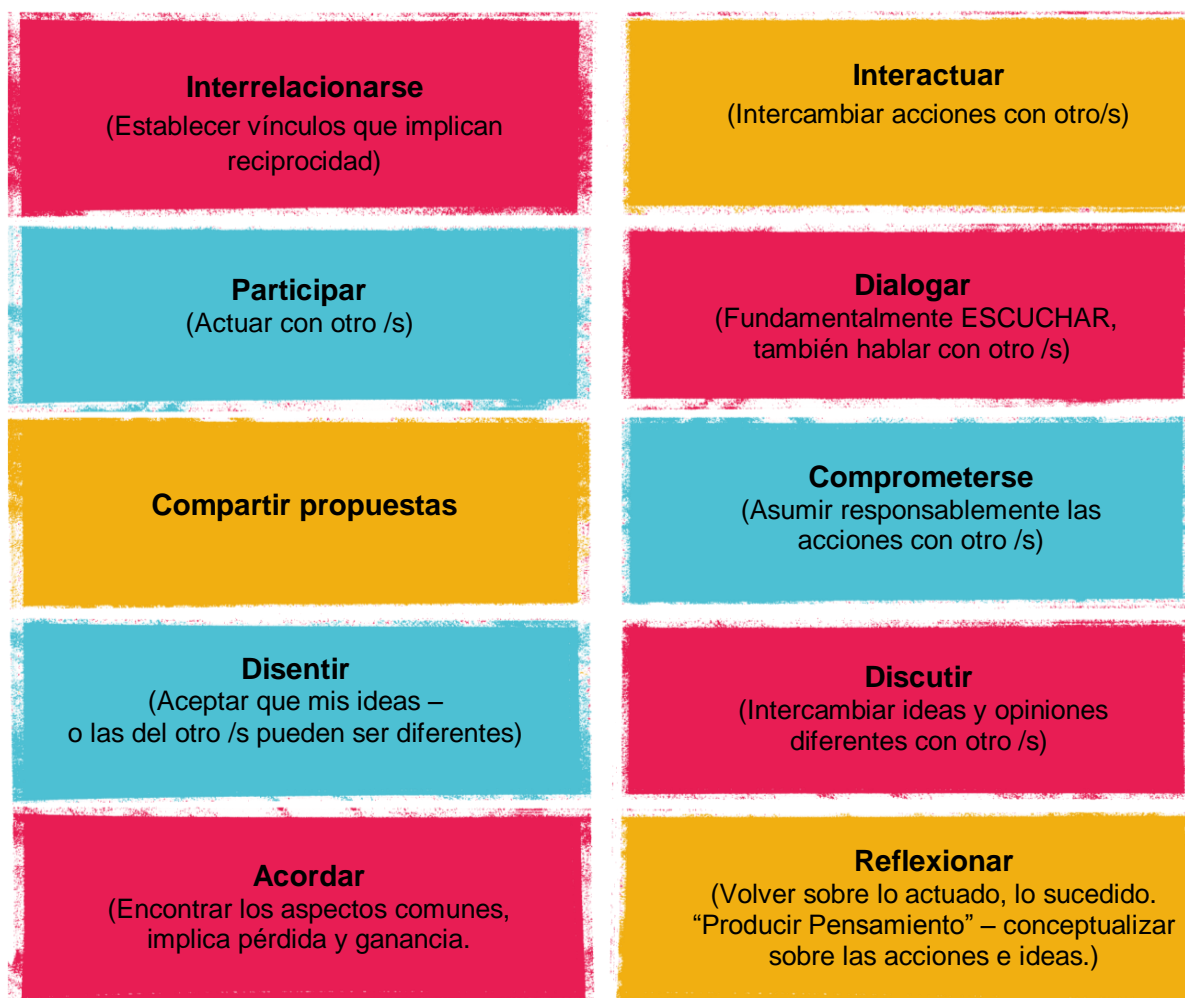 Interrelacionarse
(Establecer vínculos que implican
reciprocidad)
Interactuar
(Intercambiar acciones con otro/s)
Participar
(Actuar con otro /s)
Dialogar
(Fundamentalmente ESCUCHAR,
también hablar con otro /s)
Compartir propuestas
Comprometerse
(Asumir responsablemente las
acciones con otro /s)
Disentir
(Aceptar que mis ideas –
o las del otro /s pueden ser diferentes)
Discutir
(Intercambiar ideas y opiniones
diferentes con otro /s)
Acordar
(Encontrar los aspectos comunes,
implica pérdida y ganancia.
Reflexionar
(Volver sobre lo actuado, lo sucedido.
“Producir Pensamiento” – conceptualizar
sobre las acciones e ideas.)